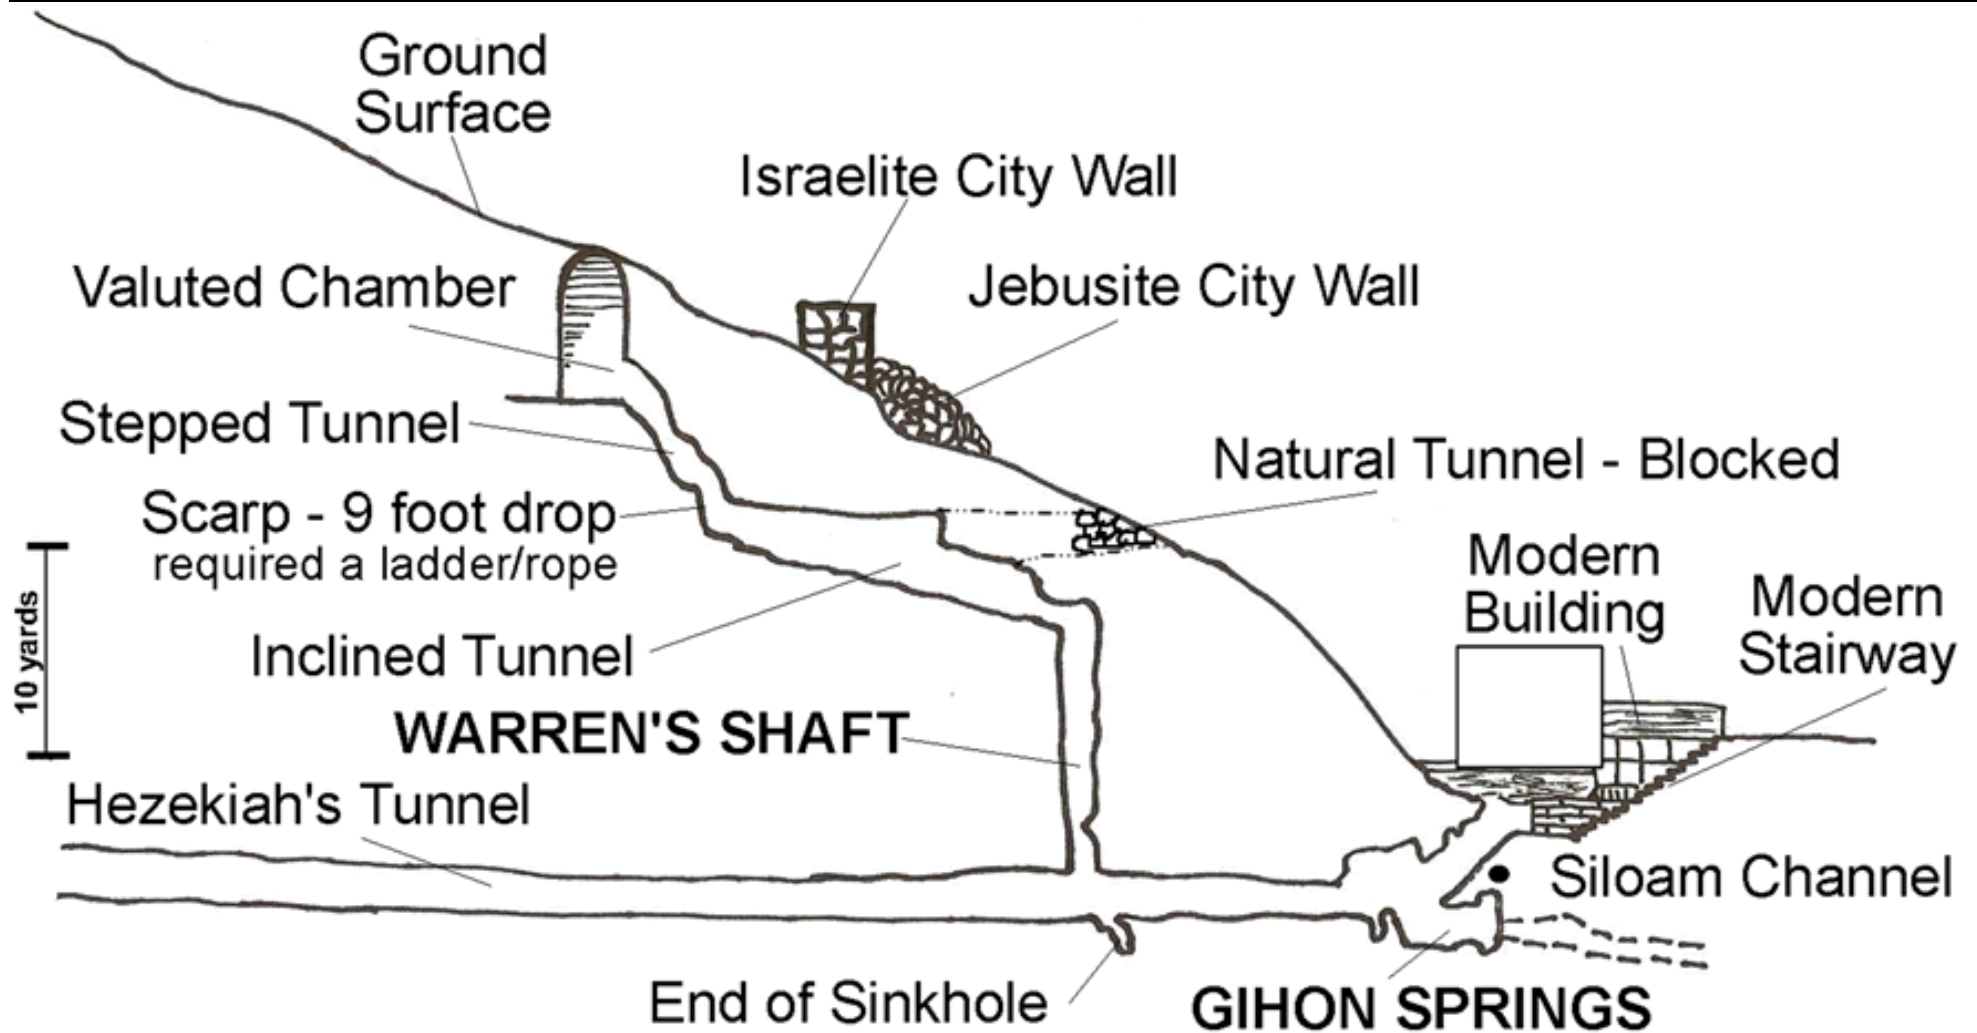 Ground
Surface
Israelite City Wall
Jebusite City Wall
Valuted Chamber
Stepped Tunnel
Natural Tunnel - Blocked
Scarp - 9 foot drop
required a ladder/rope
Modern
Building
Modern
Stairway
10 yards
Inclined Tunnel
WARREN'S SHAFT
Hezekiah's Tunnel
Siloam Channel
End of Sinkhole
GIHON SPRINGS